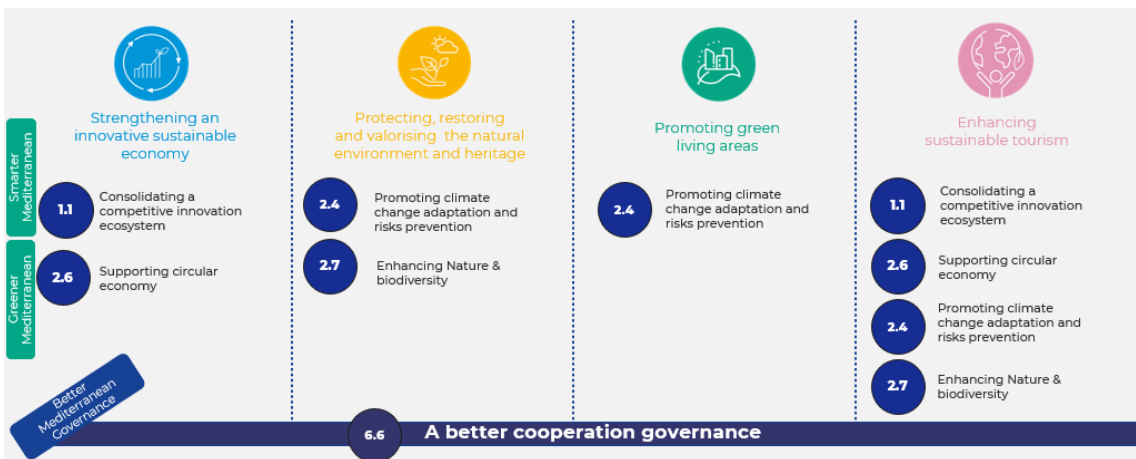 Smarter
Mediterranean
Greener
Mediterranean
Better
Mediterranean
Governance
Strengthening an
innovative sustainable
economy
1.1
Consolidating a
competitive innovation
ecosystem
2.6
Supporting circular
economy
Protecting, restoring
and valorising the natural
environment and heritage
2.4
Promoting climate
change adaptation and
risks prevention
2.7
Enhancing Nature &
biodiversity
Promoting green
living areas
2.4
Promoting climate
change adaptation and
risks prevention
Enhancing
sustainable tourism
1.1
Consolidating a
competitive innovation
ecosystem
2.6
Supporting circular
economy
2.4
Promoting climate
change adaptation and
risks prevention
2.7
Enhancing Nature &
biodiversity
6.6
A better cooperation governance